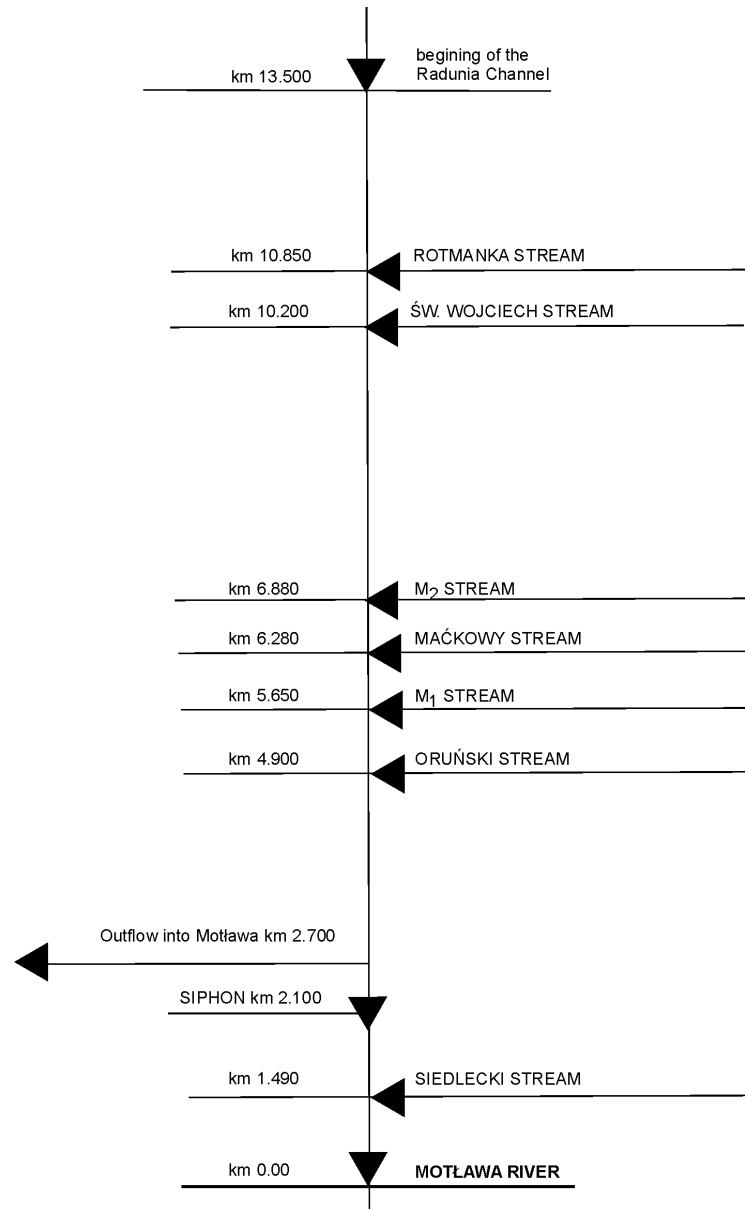 begining of the
Radunia Channel
km 13.500
km 10.850 ROTMANKA STREAM
km 10.200 ŚW. WOJCIECH STREAM
km 6.880 M2 STREAM
km 6.280 MAĆKOWY STREAM
km 5.650 M1 STREAM
km 4.900 ORUŃSKI STREAM
Outflow into Motława km 2.700
SIPHON km 2.100
km 1.490 SIEDLECKI STREAM
km 0.00 MOTŁAWA RIVER